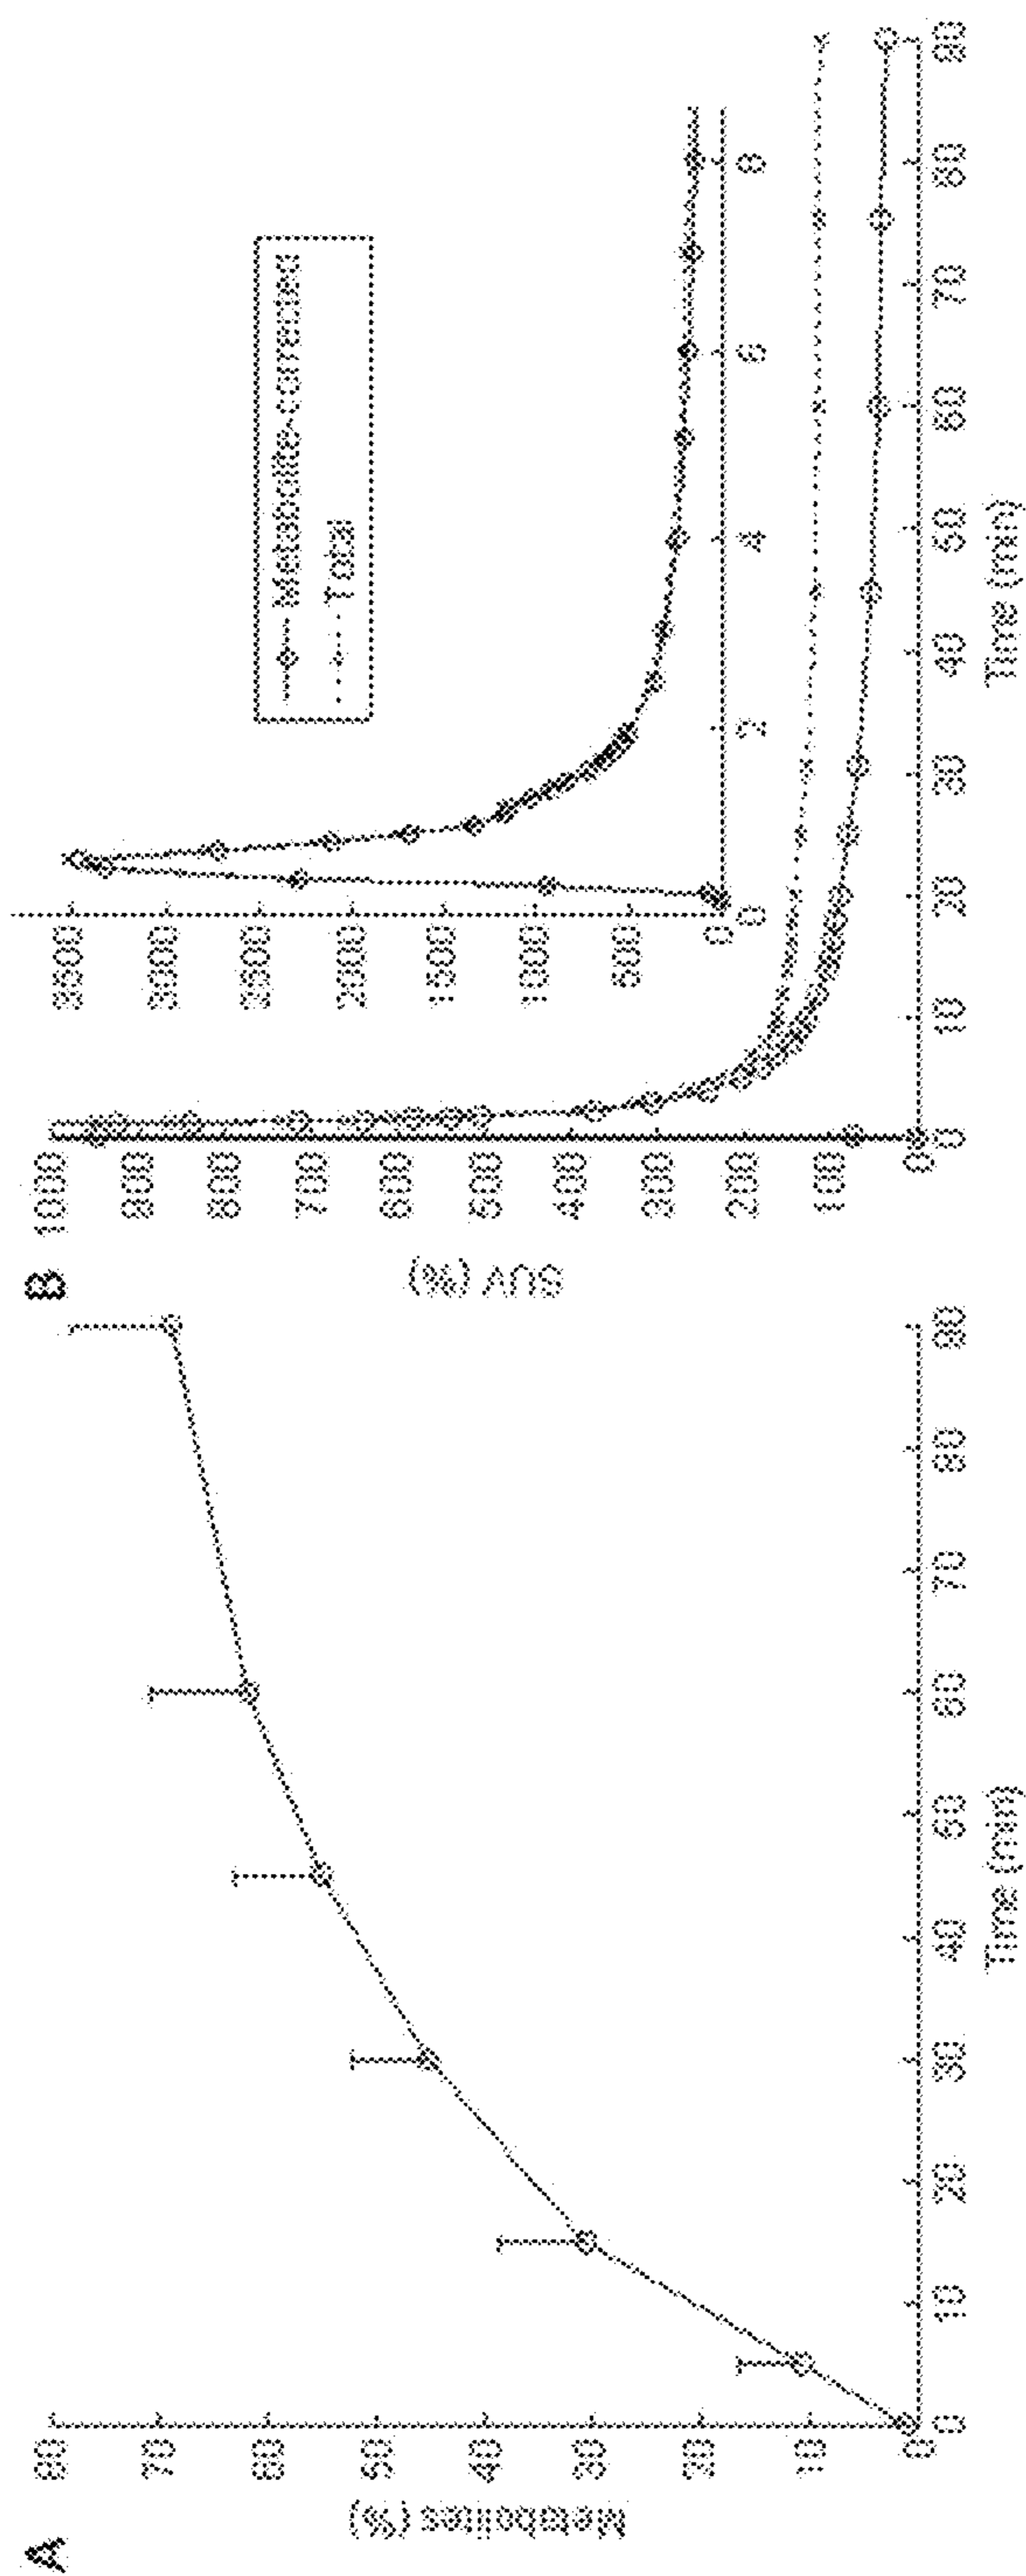 A
Metabolites (%)
80
70
60
50
40
30
20
10
0
0 10 20 30 40 50 60 70 80 90
Time (min)
B
SUV (%)
1000
900
800
700
600
500
400
300
200
100
0
0 10 20 30 40 50 60 70 80 90
Time (min)
3500
3000
2500
2000
1500
1000
500
0
0 2 4 6 8
Metabolite-corrected
Total